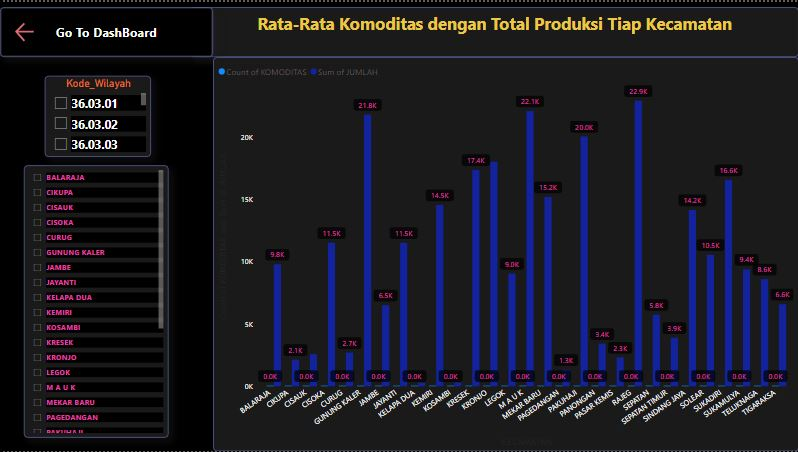 Go To DashBoard
Rata-Rata Komoditas dengan Total Produksi Tiap Kecamatan
Kode_Wilayah
36.03.01
36.03.02
36.03.03
BALARAJA
CIKUPA
CISAUK
CISOKA
CURUG
GUNUNG KALER
JAMBE
JAYANTI
KELAPA DUA
KEMIRI
KOSAMBI
KRESEK
KRONJO
LEGOK
M A U K
MEKAR BARU
PAGEDANGAN
PAKUHAJI
Count of KOMODITAS Sum of JUMLAH
20K
15K
10K
5K
0K
9.8K
2.1K
11.5K
2.7K
21.8K
6.5K
11.5K
14.5K
17.4K
9.0K
22.1K
15.2K
1.3K
20.0K
3.4K
2.3K
22.9K
5.8K
3.9K
14.2K
10.5K
16.6K
9.4K
8.6K
6.6K
0.0K 0.0K 0.0K 0.0K 0.0K 0.0K 0.0K 0.0K 0.0K 0.0K 0.0K 0.0K 0.0K 0.0K 0.0K
BALARAJA
CIKUPA
CISAUK
CISOKA
CURUG
GUNUNG KALER
JAMBE
JAYANTI
KELAPA DUA
KEMIRI
KOSAMBI
KRESEK
KRONJO
LEGOK
M A U K
MEKAR BARU
PAGEDANGAN
PAKUHAJI
PANONGAN
PASAR KEMIS
RAJEG
SEPATAN
SEPATAN TIMUR
SINDANG JAYA
SOLEAR
SUKADIRI
SUKAMULYA
TELUKNAGA
TIGARAKSA
KECAMATAN